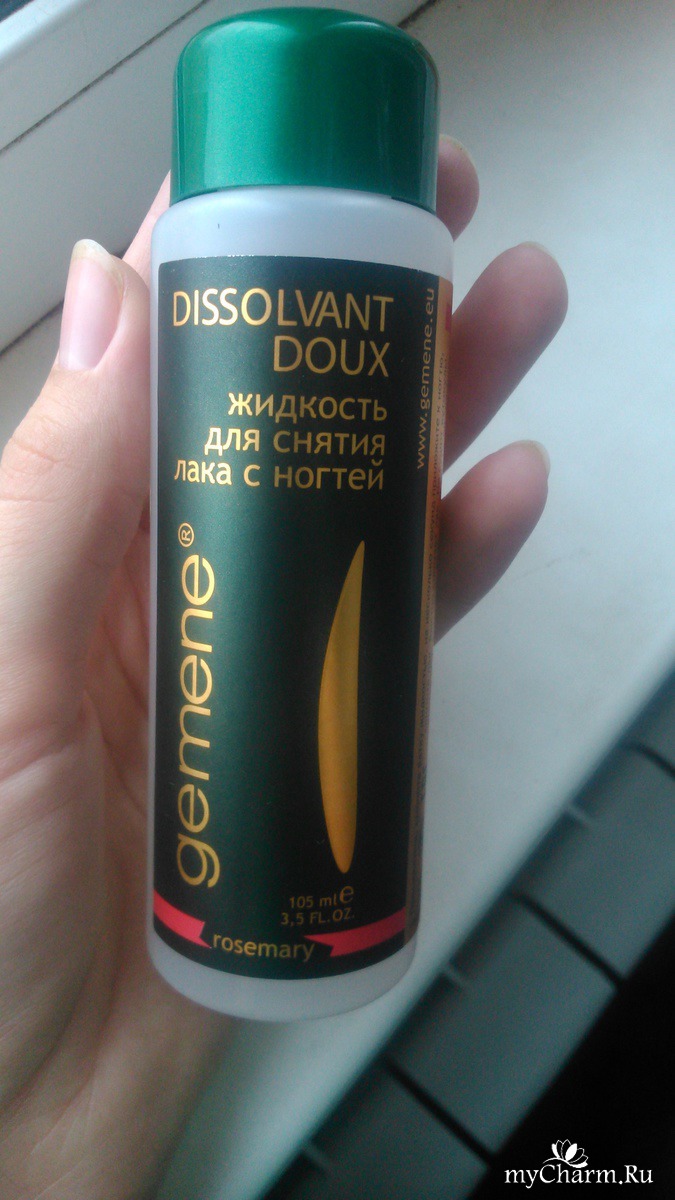 DISSOLVANT
DOUX
жидкость
для снятия
лака с ногтей
gemene®
105 ml e
3,5 FL.OZ.
rosemary
www.gemene.eu
myCharm.Ru